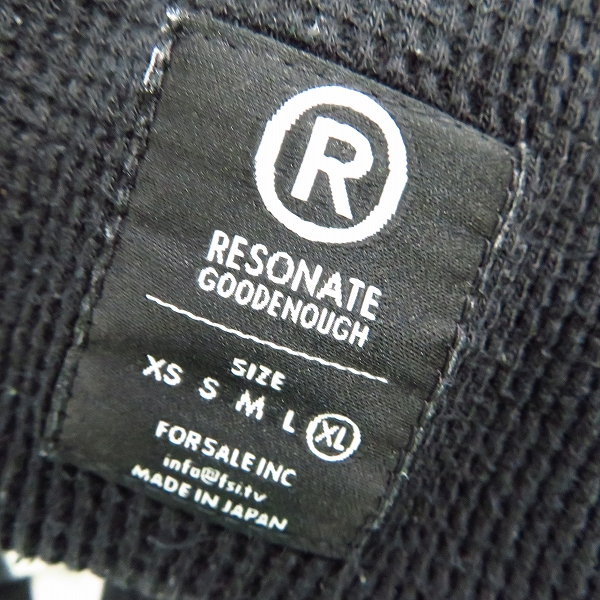 R
RESONATE
GOODENOUGH
SIZE
XS S M L XL
FORSALE INC
info@fsi.tv
MADE IN JAPAN